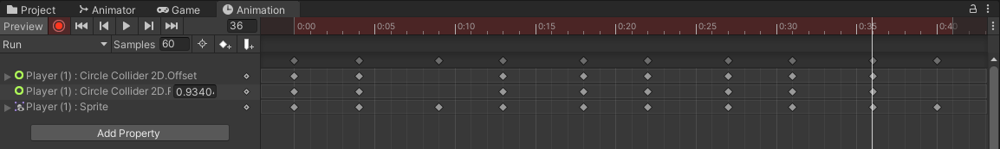 Project Animator Game Animation
Preview 36 0:00 0:05 0:10 0:15 0:20 0:25 0:30 0:35 0:40
Run Samples 60
Player (1) : Circle Collider 2D.Offset
Player (1) : Circle Collider 2D.F 0.9340
Player (1) : Sprite
Add Property